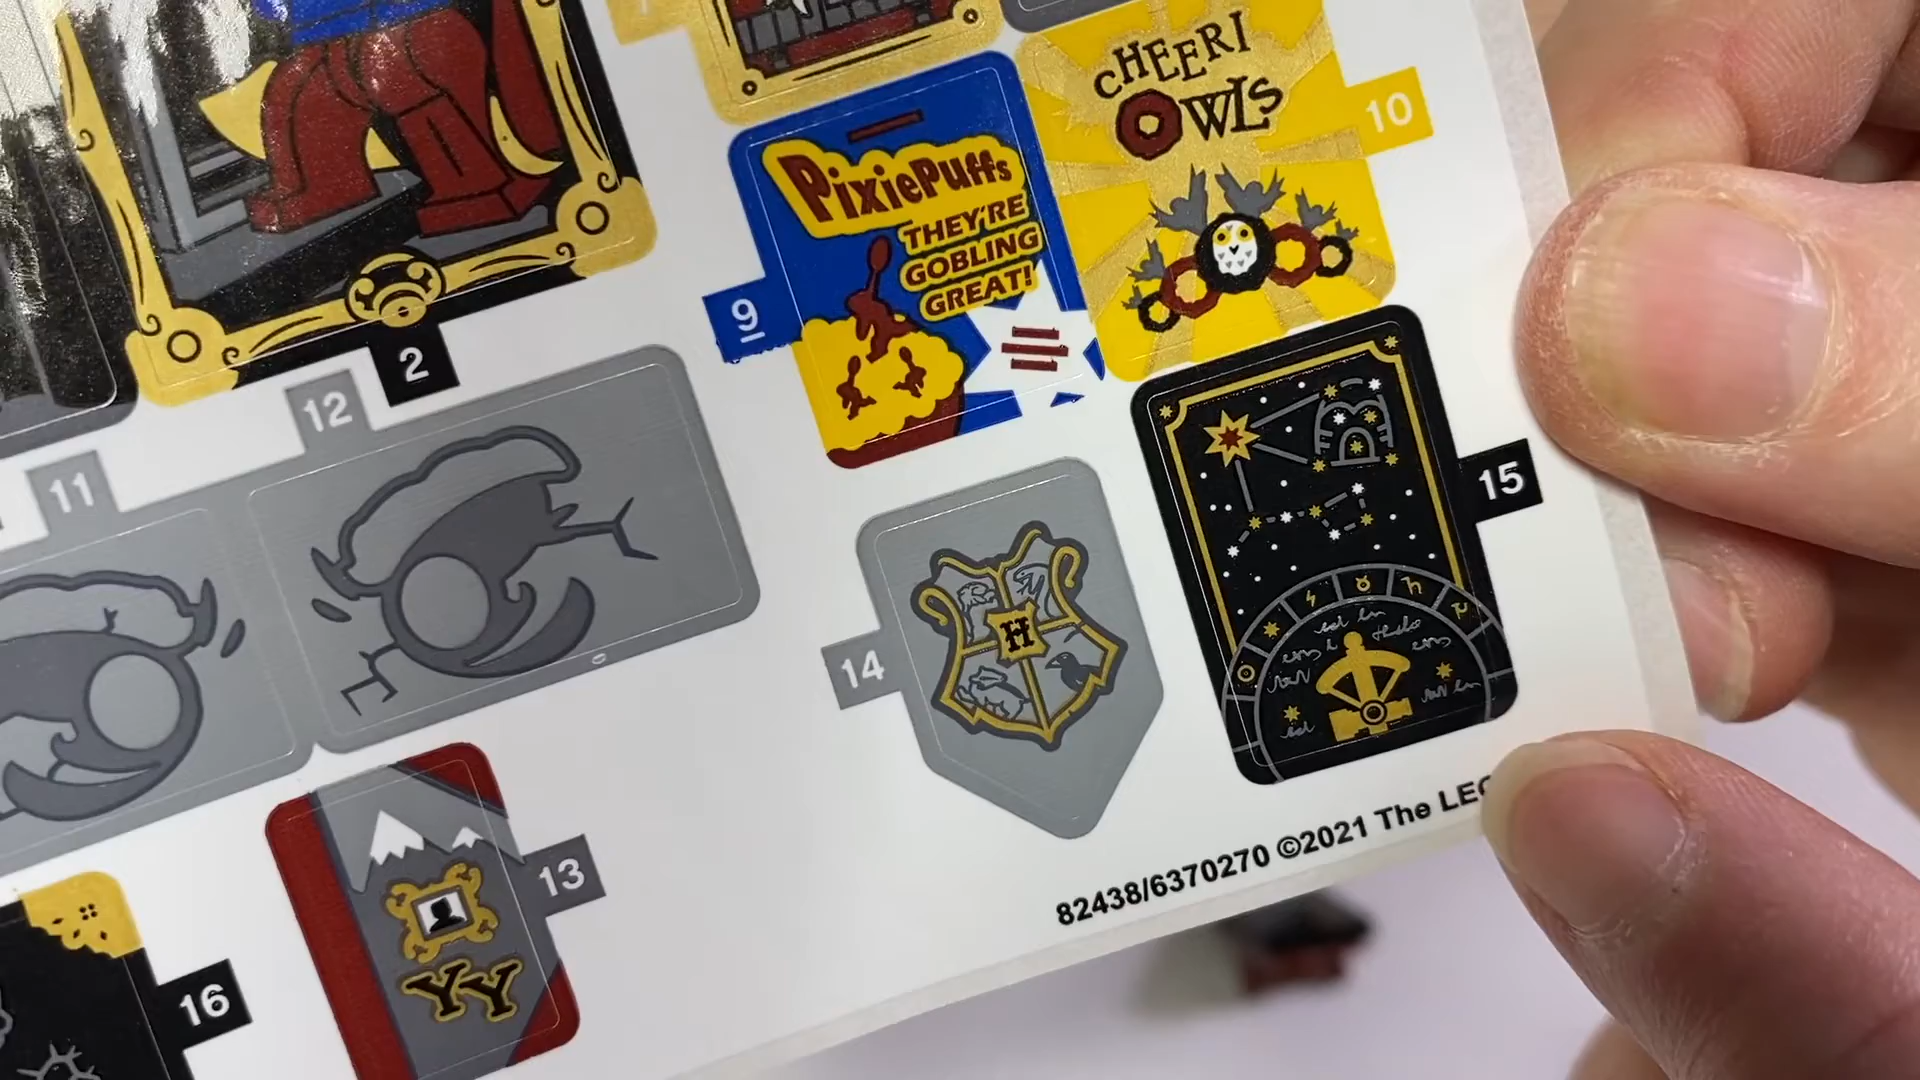 CHEERI
OWLS
10
PixiePuffs
THEY'RE
GOBLING
GREAT!
9
2
12
11
15
14
H
13
YY
16
82438/6370270 ©2021 The LEG